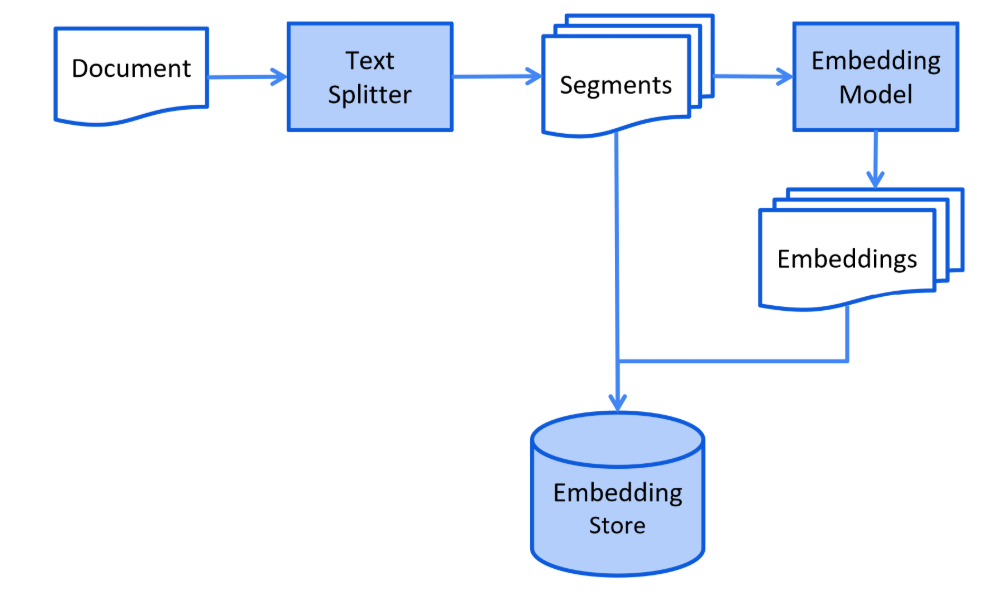 Document
Text
Splitter
Segments
Embedding
Model
Embeddings
Embedding
Store